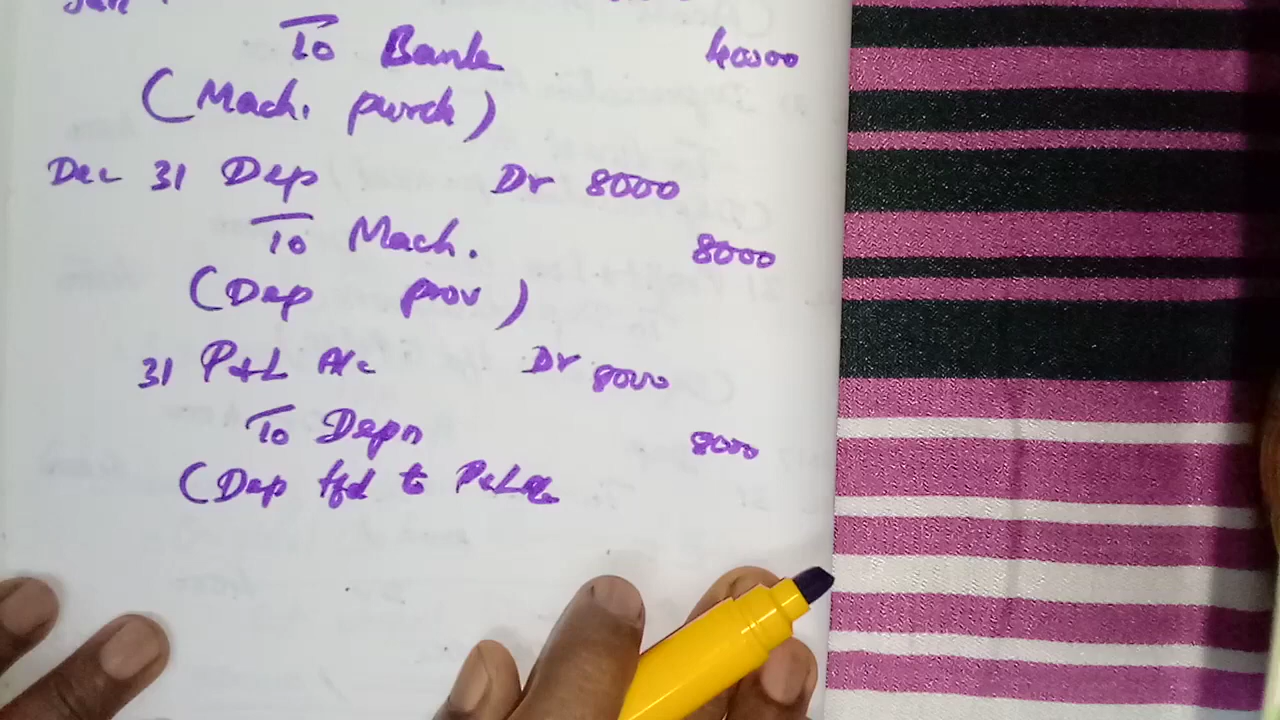 Jan
To Bank 40000
(Mach. purch)
Dec 31 Dep Dr 8000
To Mach. 8000
(Dep prov)
31 P+L A/c Dr 8000
To Depn 8000
(Dep tfd to P&L